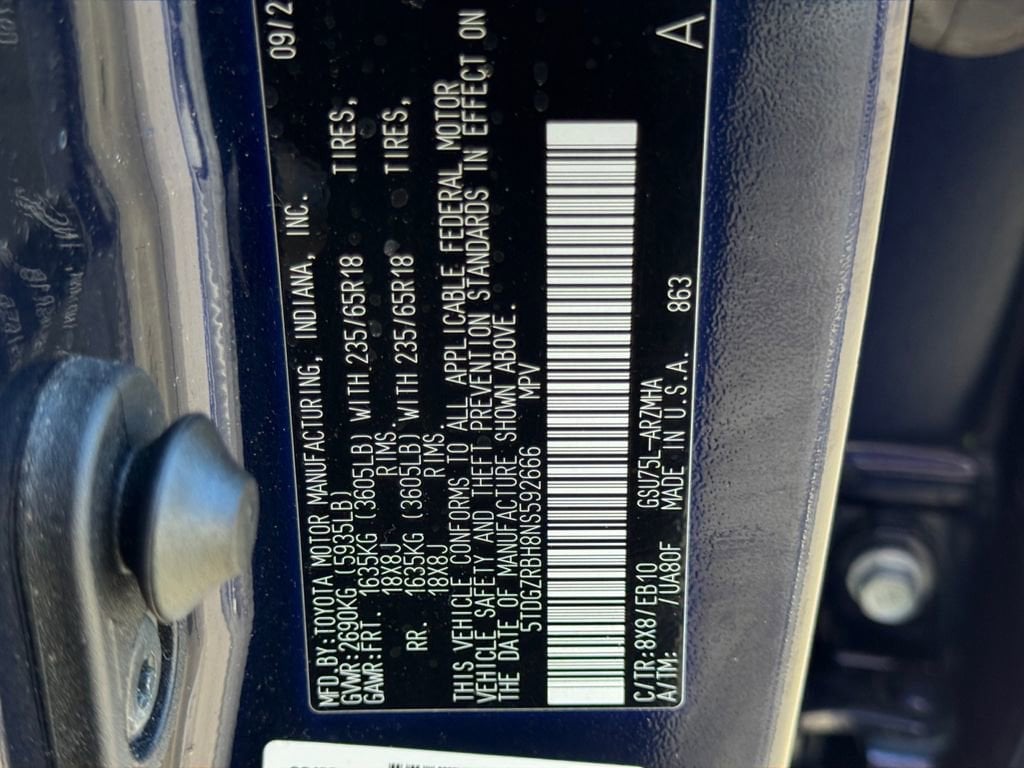 09/2
MFD. BY: TOYOTA MOTOR MANUFACTURING, INDIANA, INC.
GVWR: 2690KG (5935LB)
GAWR: FRT. 1635KG (3605LB) WITH 235/65R18 TIRES,
18X8J RIMS
RR. 1635KG (3605LB) WITH 235/65R18 TIRES,
18X8J RIMS.
THIS VEHICLE CONFORMS TO ALL APPLICABLE FEDERAL MOTOR
VEHICLE SAFETY AND THEFT PREVENTION STANDARDS IN EFFECT ON
THE DATE OF MANUFACTURE SHOWN ABOVE.
5TDGZRBH8NS592666 MPV
C/TR: 8X8/EB10 GSU75L-ARZMHA
A/TM: /UA80F MADE IN U.S.A. 863
A